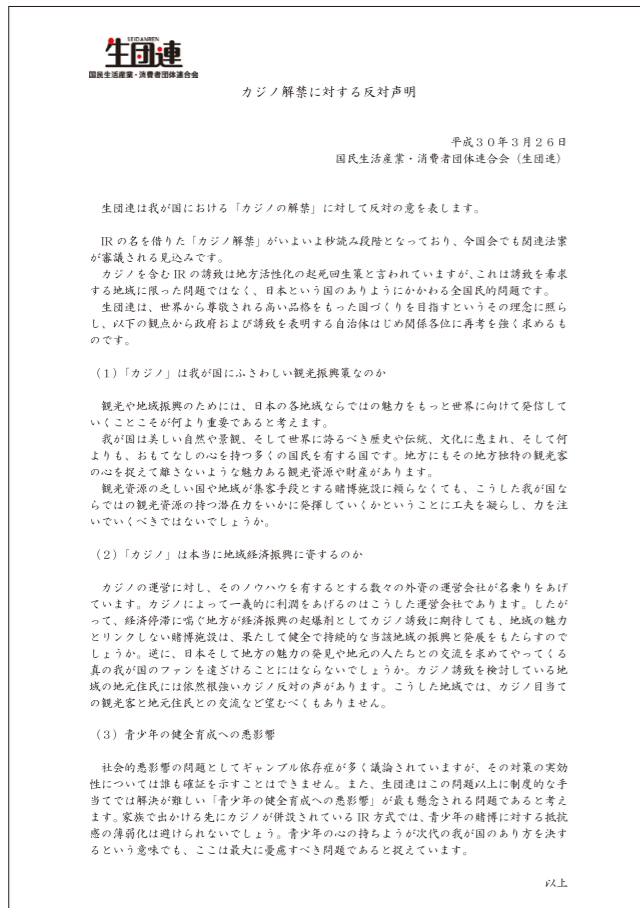 SEIDANREN
生団連
国民生活産業・消費者団体連合会
カジノ解禁に対する反対声明
平成30年3月26日
国民生活産業・消費者団体連合会(生団連)
生団連は我が国における「カジノの解禁」に対して反対の意を表します。
IRの名を借りた「カジノ解禁」がいよいよ秒読み段階となっており、今国会でも関連法案
が審議される見込みです。
カジノを含むIRの誘致は地方活性化の起死回生策と言われていますが、これは誘致を希求
する地域に限った問題ではなく、日本という国のありようにかかわる全国民的問題です。
生団連は、世界から尊敬される高い品格をもった国づくりを目指すというその理念に照ら
し、以下の観点から政府および誘致を表明する自治体はじめ関係各位に再考を強く求めるも
のです。
(1)「カジノ」は我が国にふさわしい観光振興策なのか
観光や地域振興のためには、日本の各地域ならではの魅力をもっと世界に向けて発信して
いくことこそが何より重要であると考えます。
我が国は美しい自然や景観、そして世界に誇るべき歴史や伝統、文化に恵まれ、そして何
よりも、おもてなしの心を持つ多くの国民を有する国です。地方にもその地方独特の観光客
の心を捉えて離さないような魅力ある観光資源や財産があります。
観光資源の乏しい国や地域が集客手段とする賭博施設に頼らなくても、こうした我が国な
らではの観光資源の持つ潜在力をいかに発揮していくかということに工夫を凝らし、力を注
いでいくべきではないでしょうか。
(2)「カジノ」は本当に地域経済振興に資するのか
カジノの運営に対し、そのノウハウを有するとする数々の外資の運営会社が名乗りをあげ
ています。カジノによって一義的に利潤をあげるのはこうした運営会社であります。したが
って、経済停滞に喘ぐ地方が経済振興の起爆剤としてカジノ誘致に期待しても、地域の魅力
とリンクしない賭博施設は、果たして健全で持続的な当該地域の振興と発展をもたらすので
しょうか。逆に、日本そして地方の魅力の発見や地元の人たちとの交流を求めてやってくる
真の我が国のファンを遠ざけることにはならないでしょうか。カジノ誘致を検討している地
域の地元住民には依然根強いカジノ反対の声があります。こうした地域では、カジノ目当て
の観光客と地元住民との交流など望むべくもありません。
(3)青少年の健全育成への悪影響
社会的悪影響の問題としてギャンブル依存症が多く議論されていますが、その対策の実効
性については誰も確証を示すことはできません。また、生団連はこの問題以上に制度的な手
当てでは解決が難しい「青少年の健全育成への悪影響」が最も懸念される問題であると考え
ます。家族で出かける先にカジノが併設されているIR方式では、青少年の賭博に対する抵抗
感の薄弱化は避けられないでしょう。青少年の心の持ちようが次代の我が国のあり方を決す
るという意味でも、ここは最大に憂慮すべき問題であると捉えています。
以上